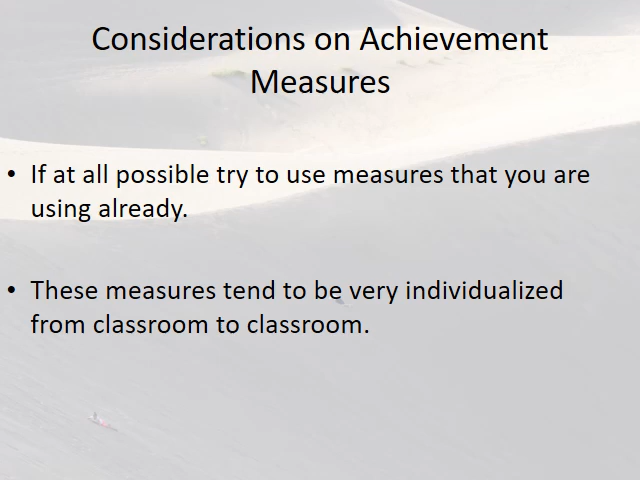 Considerations on Achievement
Measures
• If at all possible try to use measures that you are
using already.
• These measures tend to be very individualized
from classroom to classroom.